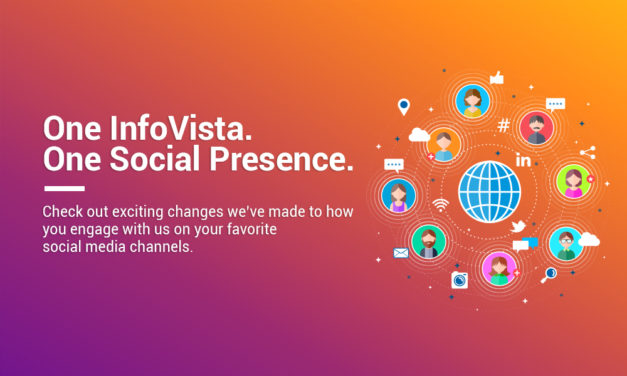 One InfoVista.
One Social Presence.
Check out exciting changes we've made to how
you engage with us on your favorite
social media channels.
#
in